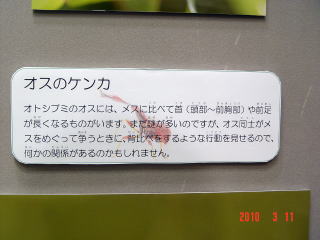 オスのケンカ
オトシブミのオスには、メスに比べて首(頭部～前胸部)や前足
が長くなるものがいます。まだ謎が多いのですが、オス同士がメ
スをめぐって争うときに、背比べをするような行動を見せるので、
何かの関係があるのかもしれません。
2010 3 11